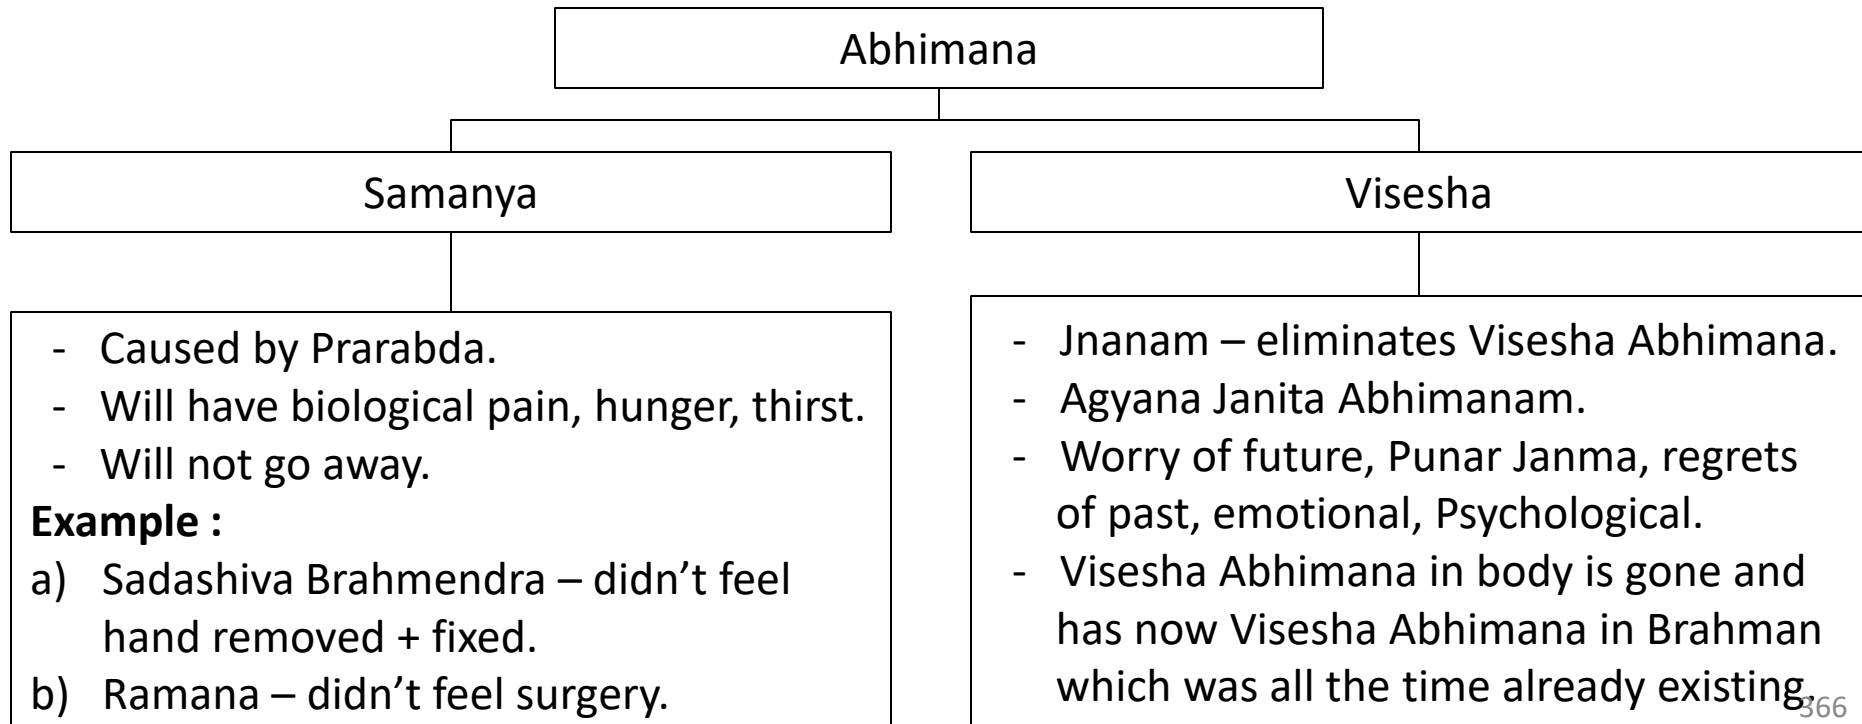 Abhimana
Samanya
Visesha
- Caused by Prarabda.
- Will have biological pain, hunger, thirst.
- Will not go away.
Example :
a) Sadashiva Brahmendra – didn’t feel
hand removed + fixed.
b) Ramana – didn’t feel surgery.
- Jnanam – eliminates Visesha Abhimana.
- Agyana Janita Abhimanam.
- Worry of future, Punar Janma, regrets
of past, emotional, Psychological.
- Visesha Abhimana in body is gone and
has now Visesha Abhimana in Brahman
which was all the time already existing.
366